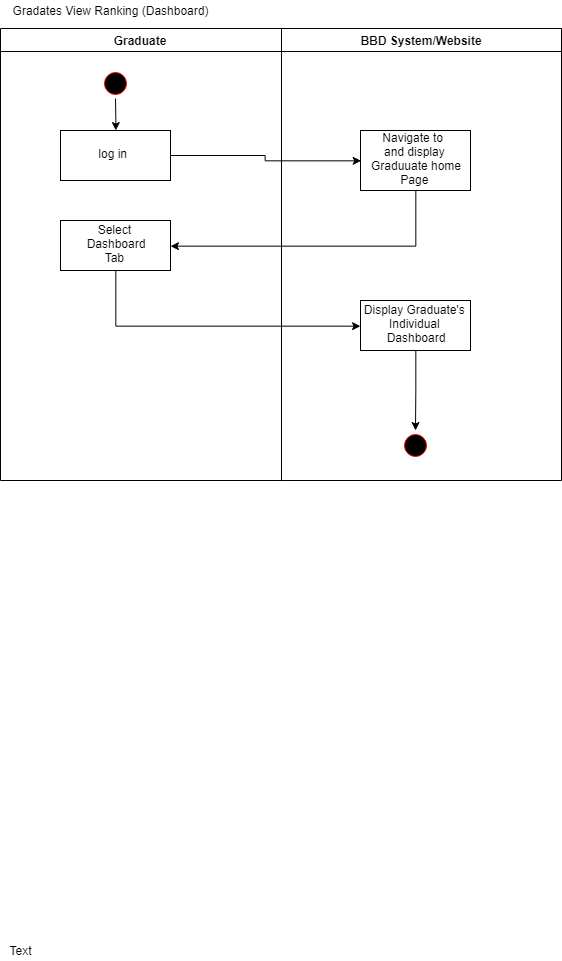 Gradates View Ranking (Dashboard)
Graduate
BBD System/Website
log in
Navigate to
and display
Graduuate home
Page
Select
Dashboard
Tab
Display Graduate's
Individual
Dashboard
Text